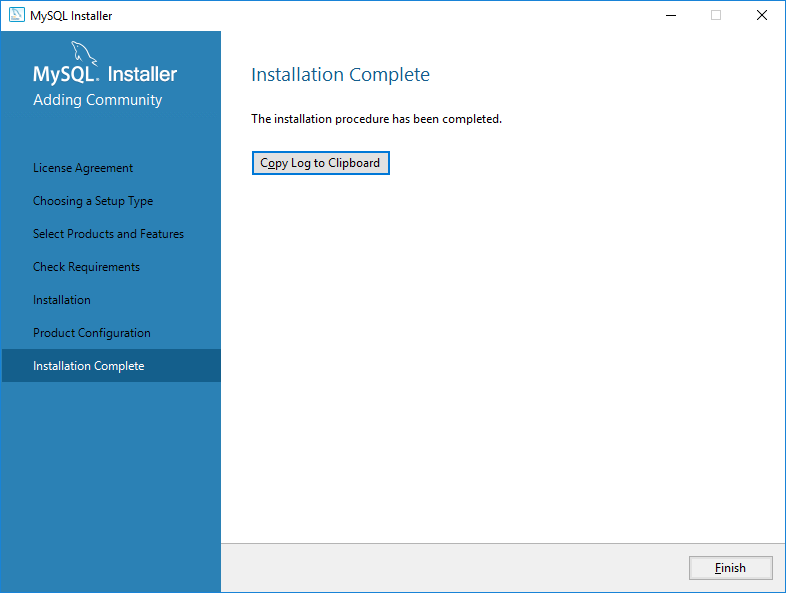 MySQL Installer
MySQL. Installer
Adding Community
License Agreement
Choosing a Setup Type
Select Products and Features
Check Requirements
Installation
Product Configuration
Installation Complete
Installation Complete
The installation procedure has been completed.
Copy Log to Clipboard
Finish